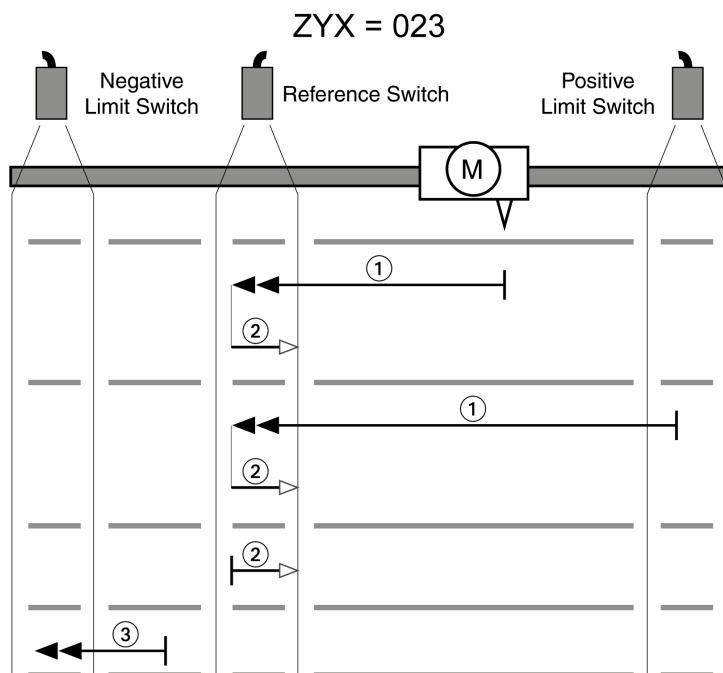 ZYX = 023
Negative
Limit Switch
Reference Switch
Positive
Limit Switch
M
1
2
1
2
2
3